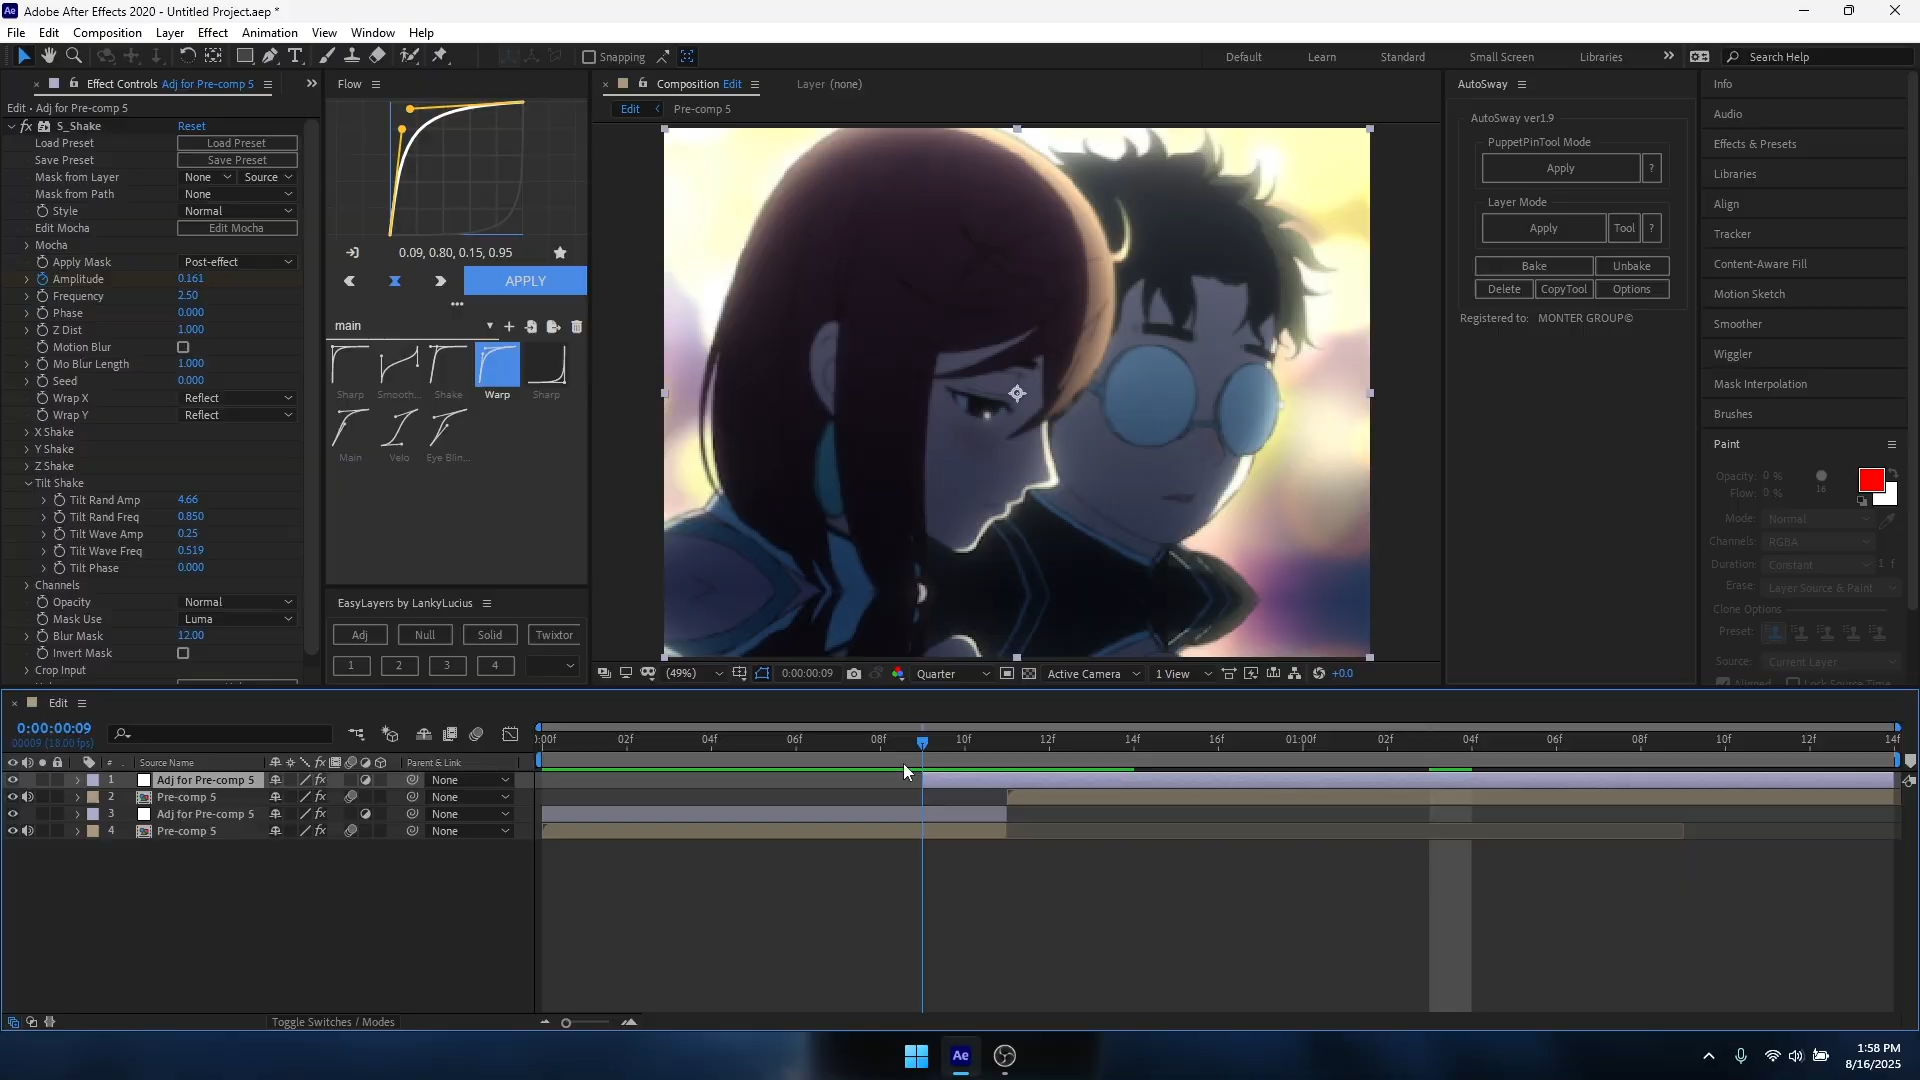 Ae Adobe After Effects 2020 - Untitled Project.aep *
File Edit Composition Layer Effect Animation View Window Help
Snapping Default Learn Standard Small Screen Libraries Search Help
Effect Controls Adj for Pre-comp 5
Edit • Adj for Pre-comp 5
fx S_Shake Reset
Load Preset Load Preset
Save Preset Save Preset
Mask from Layer None Source
Mask from Path None
Style Normal
Edit Mocha Edit Mocha
Mocha
Apply Mask Post-effect
Amplitude 0.161
Frequency 2.50
Phase 0.000
Z Dist 1.000
Motion Blur
Mo Blur Length 1.000
Seed 0.000
Wrap X Reflect
Wrap Y Reflect
X Shake
Y Shake
Z Shake
Tilt Shake
Tilt Rand Amp 4.66
Tilt Rand Freq 0.850
Tilt Wave Amp 0.25
Tilt Wave Freq 0.519
Tilt Phase 0.000
Channels
Opacity Normal
Mask Use Luma
Blur Mask 12.00
Invert Mask
Crop Input
Flow
0.09, 0.80, 0.15, 0.95
APPLY
main
Sharp Smooth... Shake Warp Sharp
Main Velo Eye Blin...
EasyLayers by LankyLucius
Adj Null Solid Twixtor
1 2 3 4
Composition Edit Layer (none)
Edit Pre-comp 5
(49%) 0:00:00:09 Quarter Active Camera 1 View +0.0
AutoSway
AutoSway ver1.9
PuppetPinTool Mode
Apply ?
Layer Mode
Apply Tool ?
Bake Unbake
Delete CopyTool Options
Registered to: MONTER GROUP©
Info
Audio
Effects & Presets
Libraries
Align
Tracker
Content-Aware Fill
Motion Sketch
Smoother
Wiggler
Mask Interpolation
Brushes
Paint
Opacity: 0 %
Flow: 0 % 16
Mode: Normal
Channels: RGBA
Duration: Constant 1 f
Erase: Layer Source & Paint
Clone Options
Preset:
Source: Current Layer
Aligned Lock Source Time
Edit
0:00:00:09
00009 (18.00 fps)
:00f 02f 04f 06f 08f 10f 12f 14f 16f 01:00f 02f 04f 06f 08f 10f 12f 14f
# Source Name Parent & Link
1 Adj for Pre-comp 5 None
2 Pre-comp 5 fx None
3 Adj for Pre-comp 5 None
4 Pre-comp 5 fx None
Toggle Switches / Modes
Ae
1:58 PM
8/16/2025